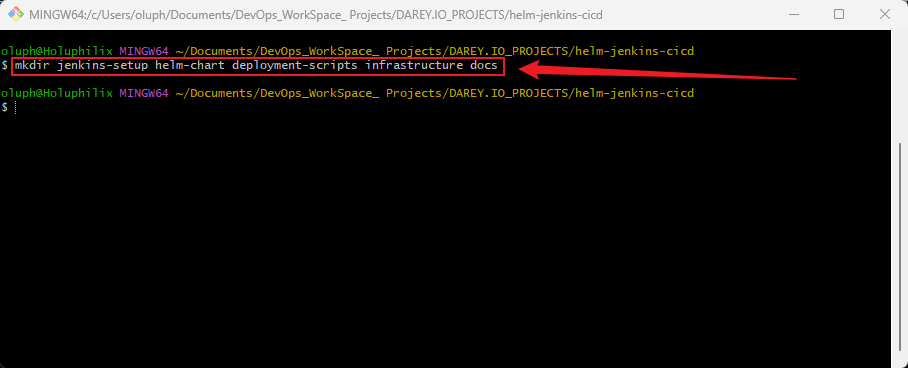 MINGW64:/c/Users/oluph/Documents/DevOps_WorkSpace_ Projects/DAREY.IO_PROJECTS/helm-jenkins-cicd
oluph@Holuphilix MINGW64 ~/Documents/DevOps_WorkSpace_ Projects/DAREY.IO_PROJECTS/helm-jenkins-cicd
$ mkdir jenkins-setup helm-chart deployment-scripts infrastructure docs
oluph@Holuphilix MINGW64 ~/Documents/DevOps_WorkSpace_ Projects/DAREY.IO_PROJECTS/helm-jenkins-cicd
$